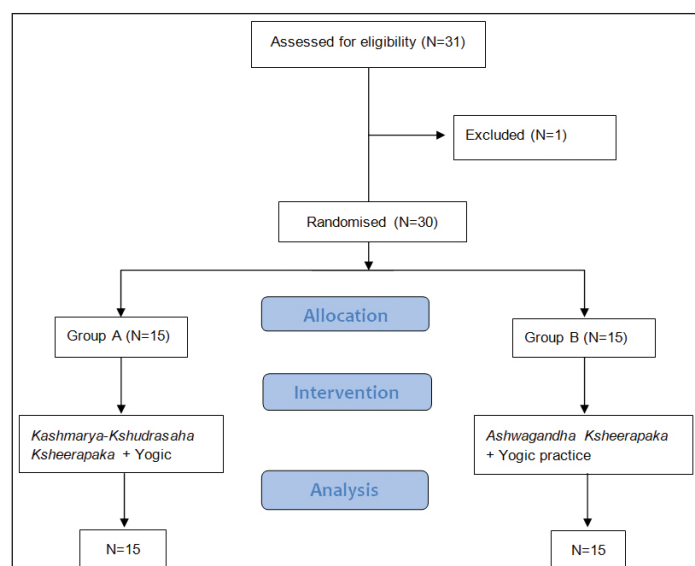 Assessed for eligibility (N=31)
Excluded (N=1)
Randomised (N=30)
Allocation
Group A (N=15)
Group B (N=15)
Intervention
Kashmarya-Kshudrasaha
Ksheerapaka + Yogic
Ashwagandha Ksheerapaka
+ Yogic practice
Analysis
N=15
N=15